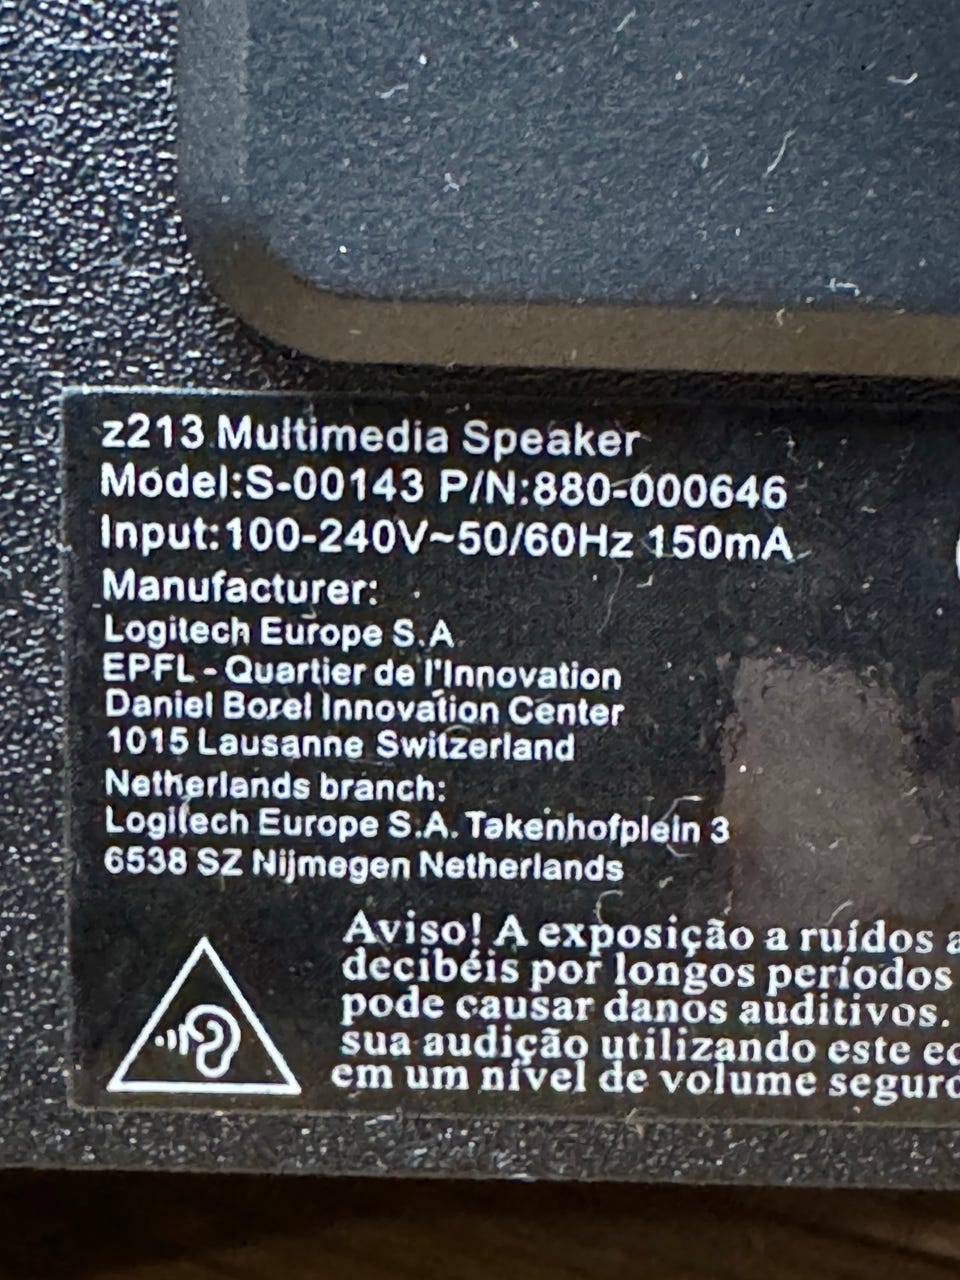 z213 Multimedia Speaker
Model:S-00143 P/N:880-000646
Input:100-240V~50/60Hz 150mA
Manufacturer:
Logitech Europe S.A
EPFL - Quartier de l'Innovation
Daniel Borel Innovation Center
1015 Lausanne Switzerland
Netherlands branch:
Logitech Europe S.A. Takenhofplein 3
6538 SZ Nijmegen Netherlands
Aviso! A exposição a ruídos a
decibéis por longos períodos
pode causar danos auditivos.
sua audição utilizando este
em um nível de volume seguro